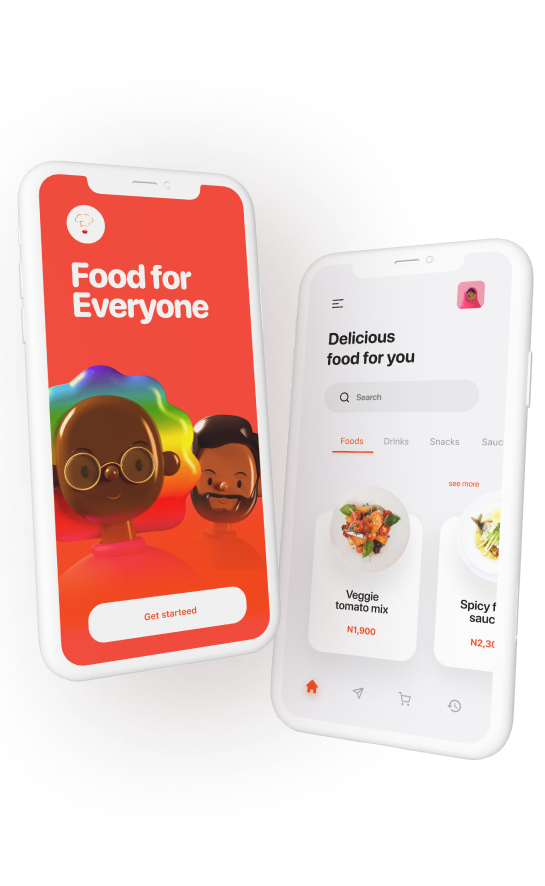 Food for
Everyone
Get starteed
Delicious
food for you
Search
Foods Drinks Snacks Sauc
see more
Veggie
tomato mix
N1,900
Spicy f
sauc
N2,30